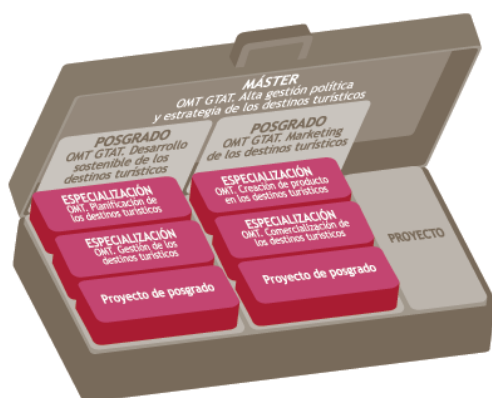 MÁSTER
OMT GTAT. Alta gestión política
y estrategia de los destinos turísticos
POSGRADO
OMT GTAT. Desarrollo
sostenible de los
destinos turísticos
POSGRADO
OMT GTAT. Marketing
de los destinos turísticos
ESPECIALIZACIÓN
OMT. Planificación de
los destinos turísticos
ESPECIALIZACIÓN
OMT. Gestión de los
destinos turísticos
Proyecto de posgrado
ESPECIALIZACIÓN
OMT. Creación de producto
en los destinos turísticos
ESPECIALIZACIÓN
OMT. Comercialización de
los destinos turísticos
Proyecto de posgrado
PROYECTO